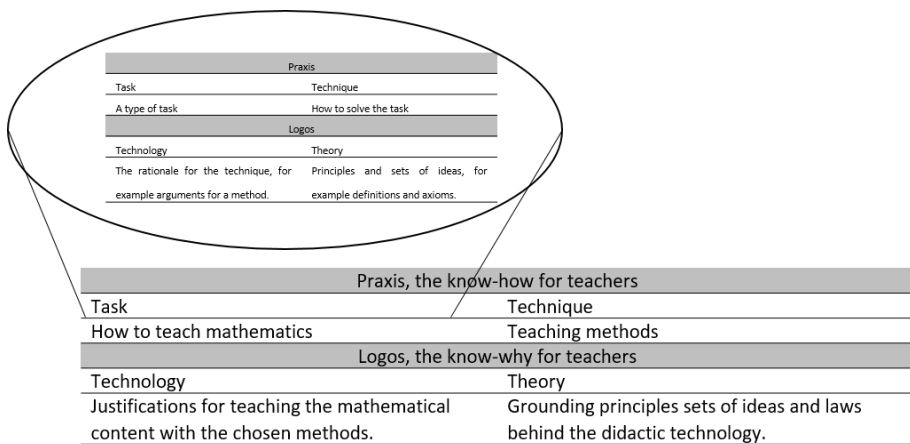 Praxis
Task Technique
A type of task How to solve the task
Logos
Technology Theory
The rationale for the technique, for Principles and sets of ideas, for
example arguments for a method. example definitions and axioms.
Praxis, the know-how for teachers
Task Technique
How to teach mathematics Teaching methods
Logos, the know-why for teachers
Technology Theory
Justifications for teaching the mathematical Grounding principles sets of ideas and laws
content with the chosen methods. behind the didactic technology.